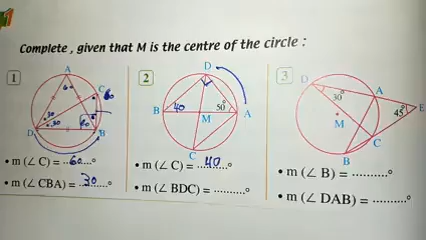 Complete , given that M is the centre of the circle :
1
2
3
A
60
C
60
30
30
D
60
B
D
B
40
50°
M
A
C
D
A
30°
E
45°
M
C
B
• m (∠ C) = ..60....°
• m (∠ CBA) = ..30....°
• m (∠ C) = ..40....°
• m (∠ BDC) = ..........°
• m (∠ B) = ..........°
• m (∠ DAB) = ..........°